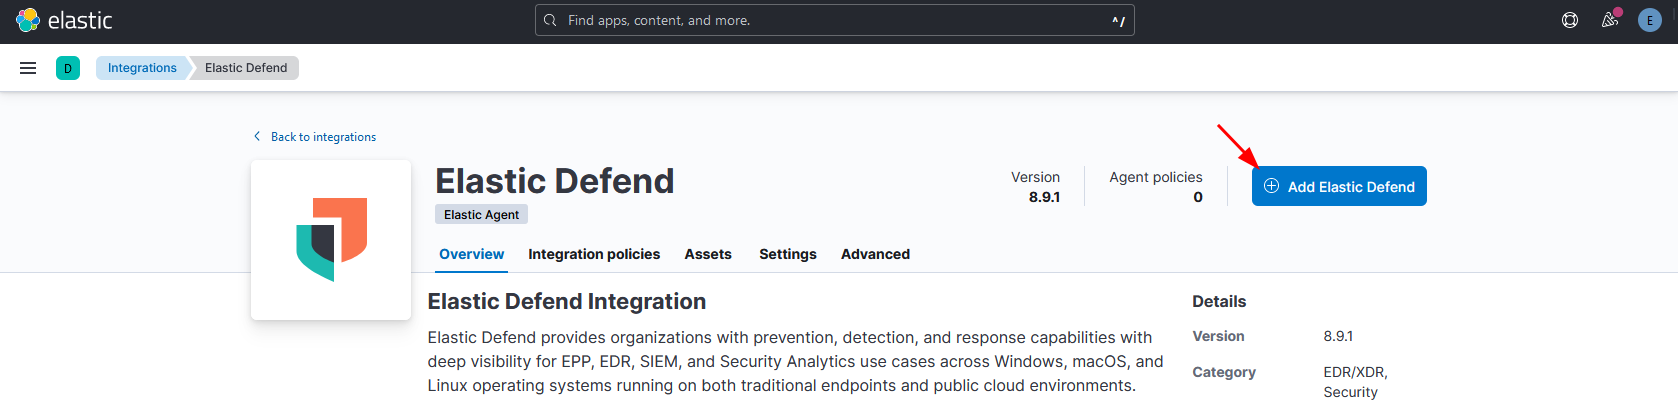 elastic
Find apps, content, and more.
^/
E
D
Integrations
Elastic Defend
Back to integrations
Elastic Defend
Elastic Agent
Version
8.9.1
Agent policies
0
Add Elastic Defend
Overview
Integration policies
Assets
Settings
Advanced
Elastic Defend Integration
Elastic Defend provides organizations with prevention, detection, and response capabilities with
deep visibility for EPP, EDR, SIEM, and Security Analytics use cases across Windows, macOS, and
Linux operating systems running on both traditional endpoints and public cloud environments.
Details
Version 8.9.1
Category EDR/XDR,
Security